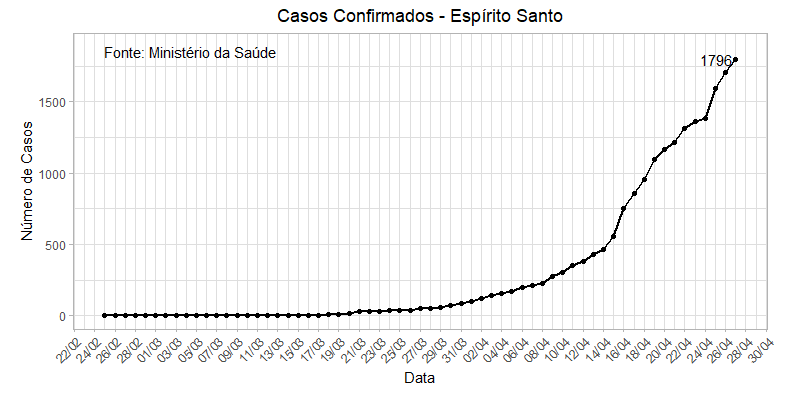 Casos Confirmados - Espírito Santo
Fonte: Ministério da Saúde
1796
Número de Casos
1500
1000
500
0
22/02 24/02 26/02 28/02 01/03 03/03 05/03 07/03 09/03 11/03 13/03 15/03 17/03 19/03 21/03 23/03 25/03 27/03 29/03 31/03 02/04 04/04 06/04 08/04 10/04 12/04 14/04 16/04 18/04 20/04 22/04 24/04 26/04 28/04 30/04
Data